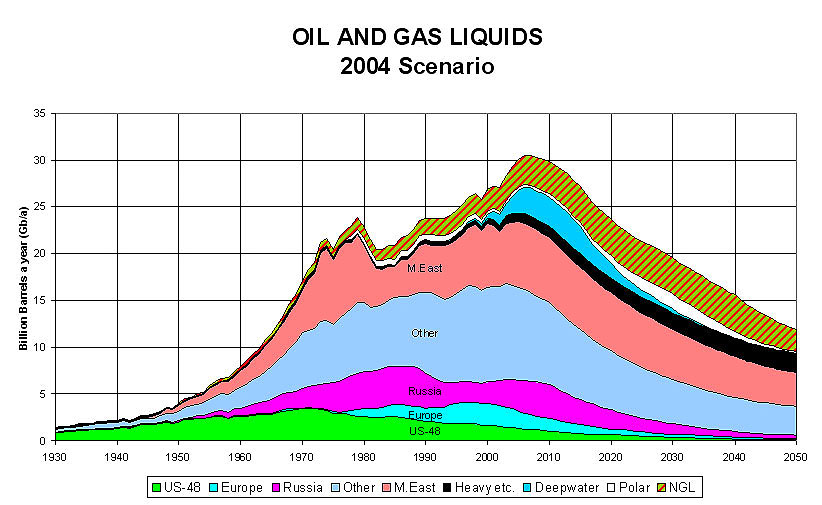 OIL AND GAS LIQUIDS
2004 Scenario
Billion Barrels a year (Gb/a)
35
30
25
20
15
10
5
0
M.East
Other
Russia
Europe
US-48
1930 1940 1950 1960 1970 1980 1990 2000 2010 2020 2030 2040 2050
US-48 Europe Russia Other M.East Heavy etc. Deepwater Polar NGL